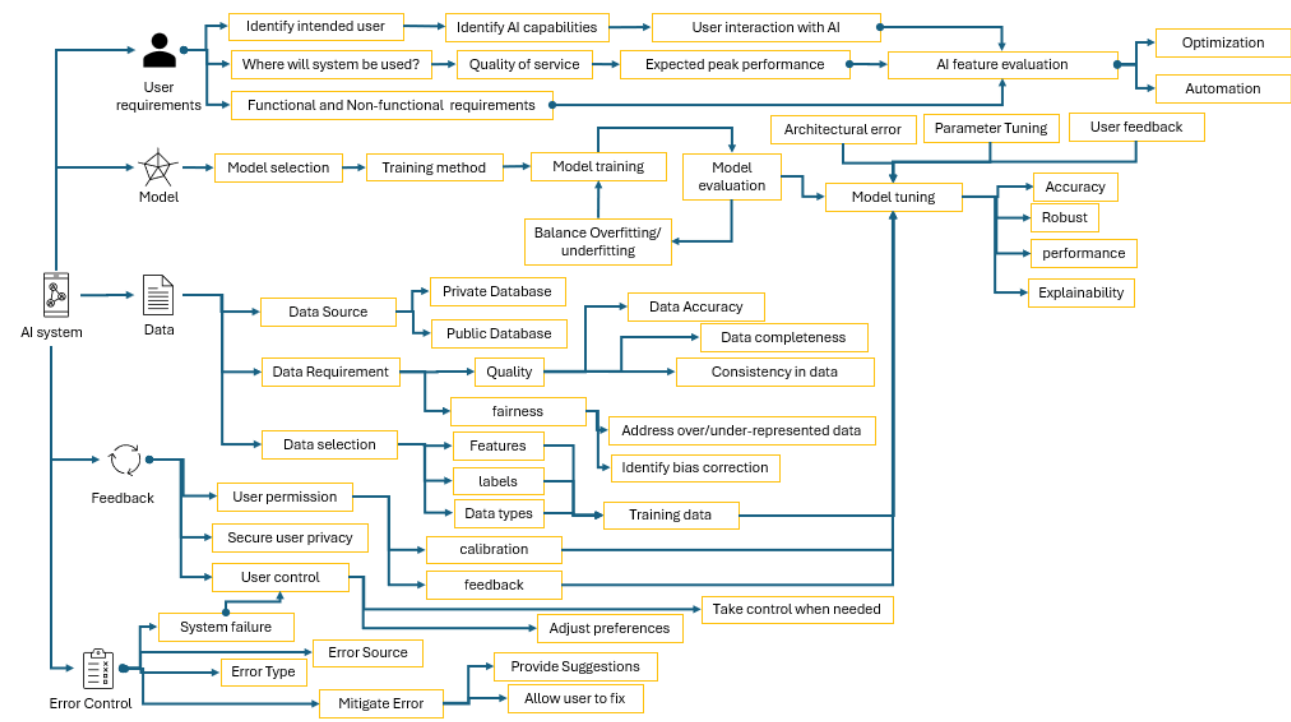 Identify intended user
Identify AI capabilities
User interaction with AI
Where will system be used?
Quality of service
Expected peak performance
AI feature evaluation
Optimization
Automation
User
requirements
Functional and Non-functional requirements
Architectural error
Parameter Tuning
User feedback
Model
Model selection
Training method
Model training
Model
evaluation
Balance Overfitting/
underfitting
Model tuning
Accuracy
Robust
performance
Explainability
AI system
Data
Data Source
Private Database
Public Database
Data Requirement
Quality
Data Accuracy
Data completeness
Consistency in data
fairness
Address over/under-represented data
Identify bias correction
Data selection
Features
labels
Data types
Training data
Feedback
User permission
calibration
feedback
Secure user privacy
User control
Take control when needed
Adjust preferences
Error Control
System failure
Error Source
Error Type
Mitigate Error
Provide Suggestions
Allow user to fix